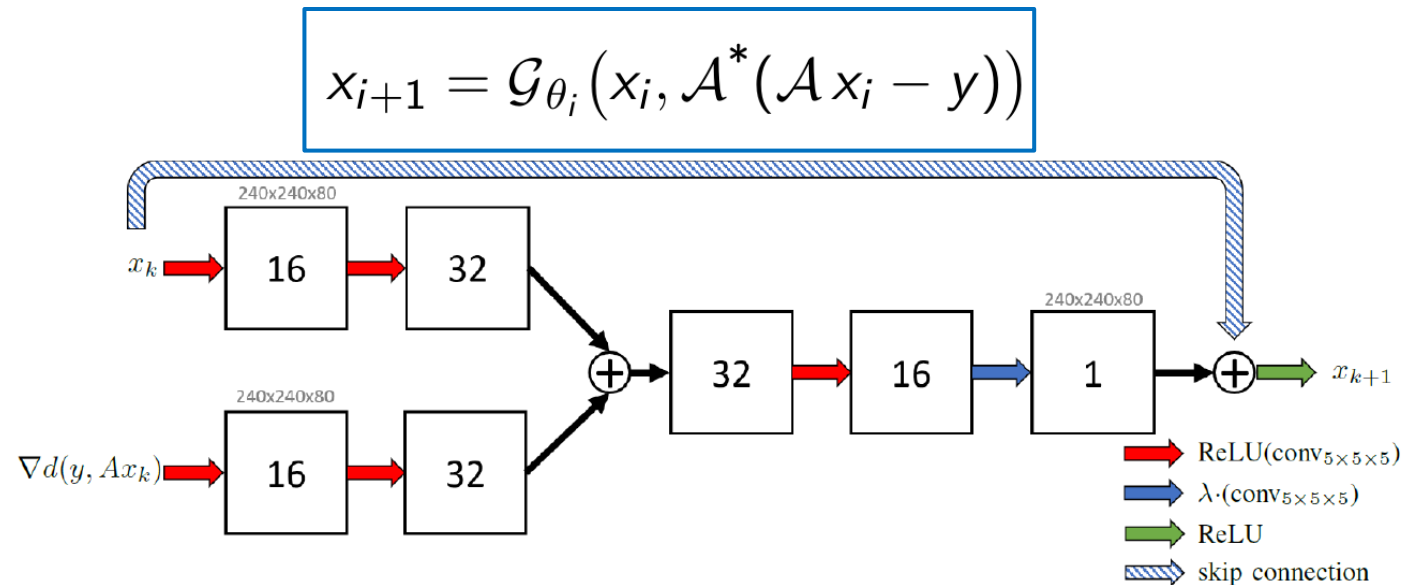 x_{i+1} = 𝒢_{θ_i}(x_i, 𝒜^*(𝒜 x_i − y))
240x240x80
x_k 16 32
240x240x80
32 16 1 x_{k+1}
240x240x80
∇d(y, Ax_k) 16 32
ReLU(conv_{5×5×5})
λ·(conv_{5×5×5})
ReLU
skip connection